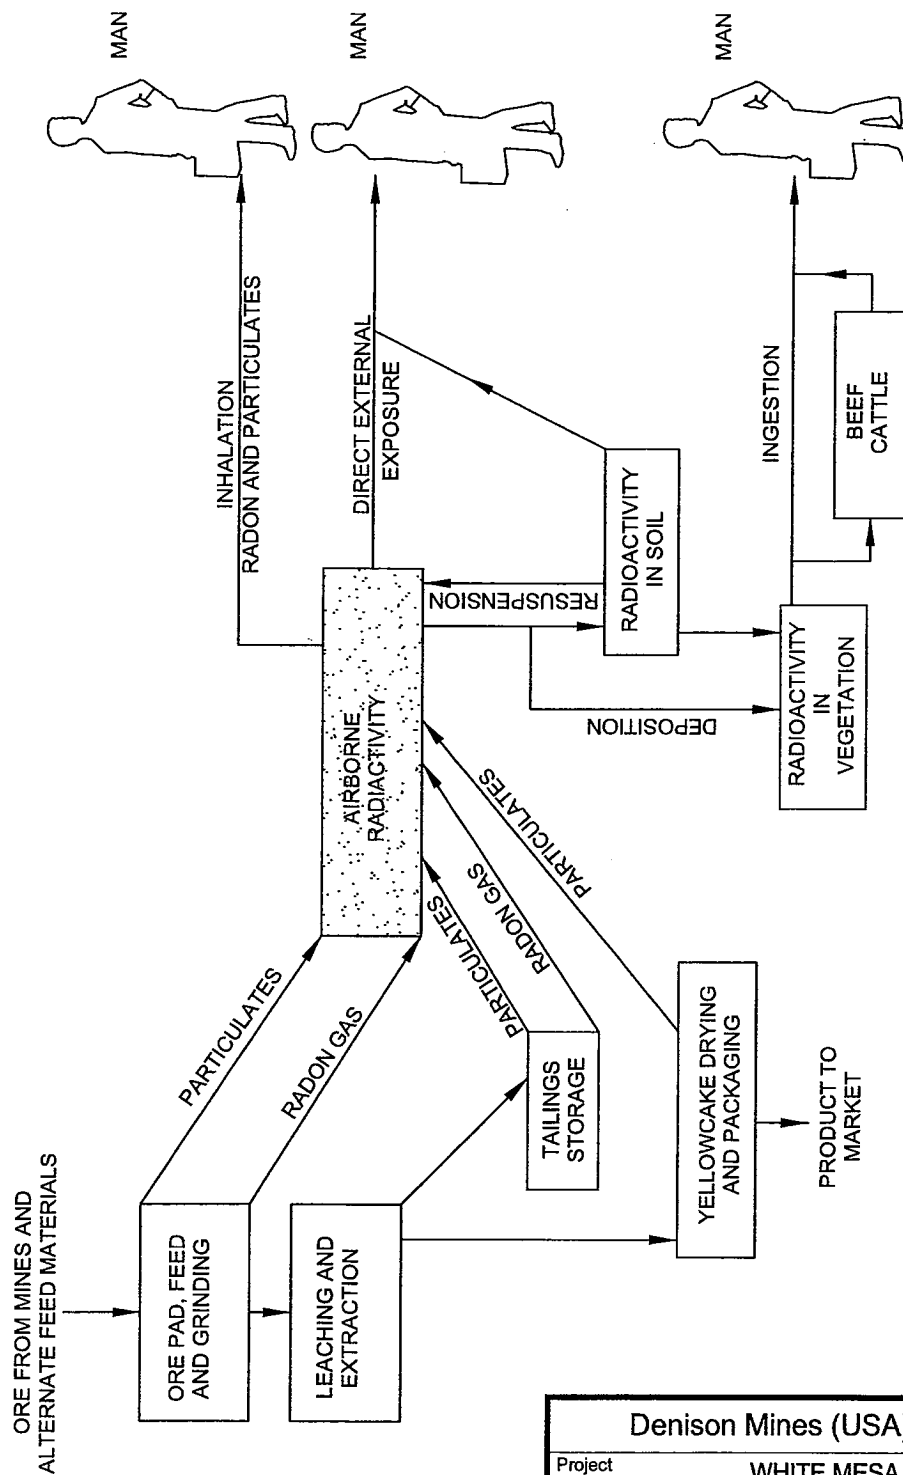 ORE FROM MINES AND
ALTERNATE FEED MATERIALS
ORE PAD, FEED
AND GRINDING
LEACHING AND
EXTRACTION
PARTICULATES
RADON GAS
TAILINGS
STORAGE
YELLOWCAKE DRYING
AND PACKAGING
PRODUCT TO
MARKET
PARTICULATES
RADON GAS
PARTICULATES
AIRBORNE
RADIACTIVITY
DEPOSITION
RESUSPENSION
RADIOACTIVITY
IN SOIL
RADIOACTIVITY
IN
VEGETATION
INHALATION
RADON AND PARTICULATES
DIRECT EXTERNAL
EXPOSURE
INGESTION
BEEF
CATTLE
MAN
MAN
MAN
Denison Mines (USA)
Project
WHITE MESA